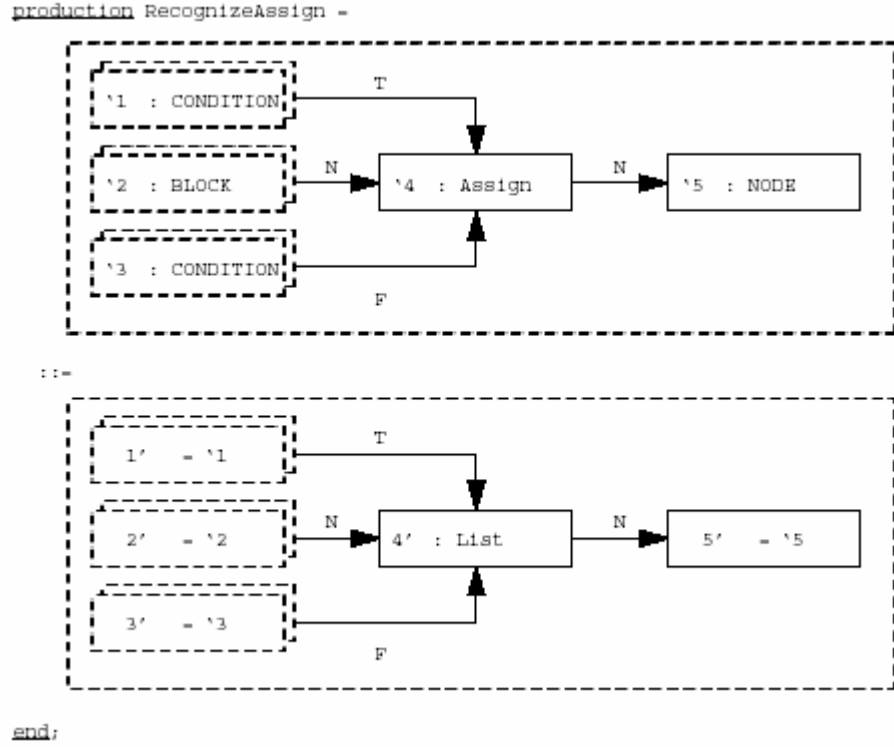 production RecognizeAssign =
T
`1 : CONDITION
N
N
`2 : BLOCK
`4 : Assign
`5 : NODE
`3 : CONDITION
F
::=
T
1' = `1
N
N
2' = `2
4' : List
5' = `5
3' = `3
F
end;